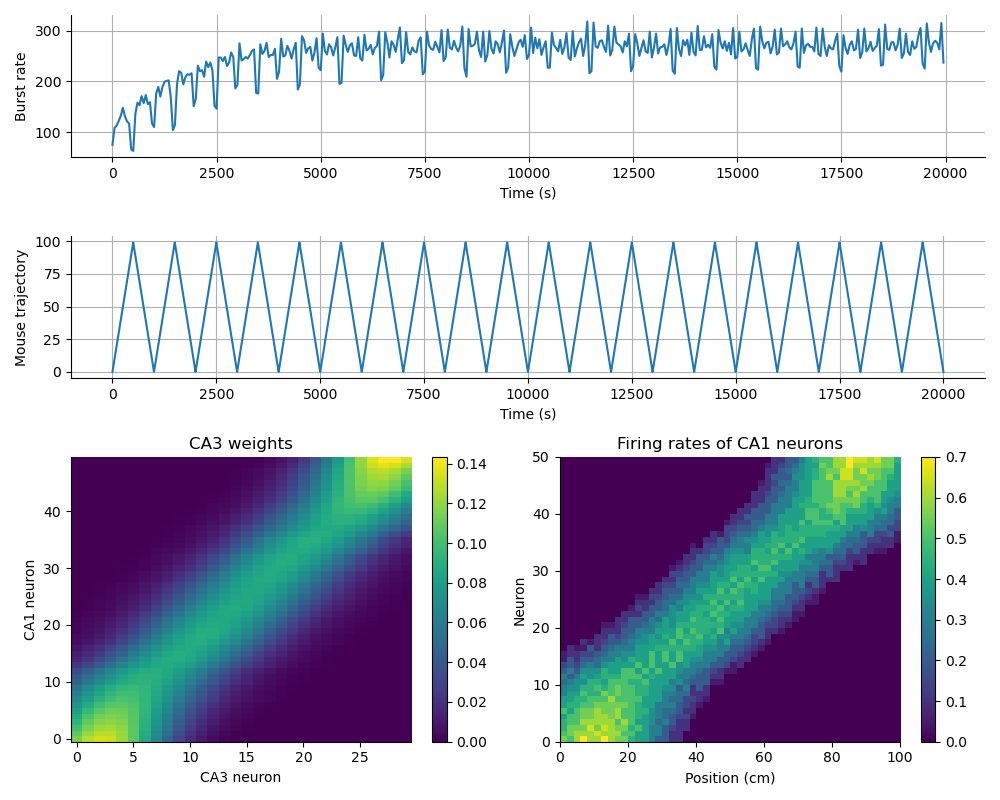 Burst rate
300
200
100
0 2500 5000 7500 10000 12500 15000 17500 20000
Time (s)
Mouse trajectory
100
75
50
25
0
0 2500 5000 7500 10000 12500 15000 17500 20000
Time (s)
CA3 weights
CA1 neuron
40
30
20
10
0
0 5 10 15 20 25
CA3 neuron
0.14
0.12
0.10
0.08
0.06
0.04
0.02
0.00
Firing rates of CA1 neurons
Neuron
50
40
30
20
10
0
0 20 40 60 80 100
Position (cm)
0.7
0.6
0.5
0.4
0.3
0.2
0.1
0.0